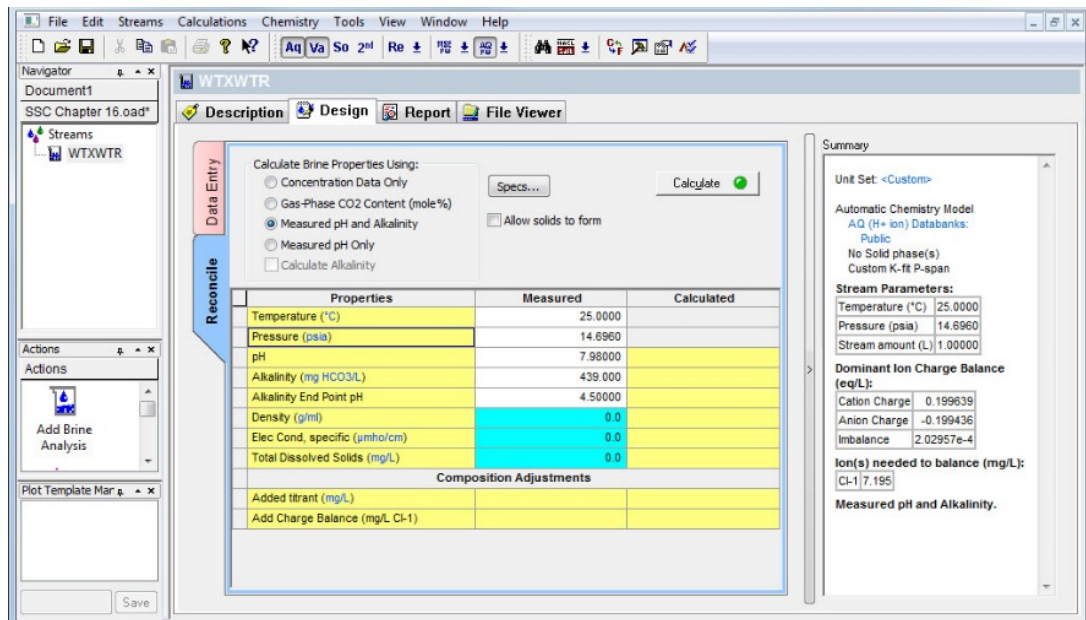 File Edit Streams Calculations Chemistry Tools View Window Help
Aq Va So 2nd Re
Navigator
Document1
SSC Chapter 16.oad*
Streams
WTXWTR
WTXWTR
Description Design Report File Viewer
Data Entry
Reconcile
Calculate Brine Properties Using:
Concentration Data Only
Gas-Phase CO2 Content (mole%)
Measured pH and Alkalinity
Measured pH Only
Calculate Alkalinity
Specs...
Calculate
Allow solids to form
Properties Measured Calculated
Temperature (°C) 25.0000
Pressure (psia) 14.6960
pH 7.98000
Alkalinity (mg HCO3/L) 439.000
Alkalinity End Point pH 4.50000
Density (g/ml) 0.0
Elec Cond, specific (µmho/cm) 0.0
Total Dissolved Solids (mg/L) 0.0
Composition Adjustments
Added titrant (mg/L)
Add Charge Balance (mg/L Cl-1)
Actions
Actions
Add Brine
Analysis
Plot Template Mar
Save
Summary
Unit Set: <Custom>
Automatic Chemistry Model
AQ (H+ ion) Databanks:
Public
No Solid phase(s)
Custom K-fit P-span
Stream Parameters:
Temperature (°C) 25.0000
Pressure (psia) 14.6960
Stream amount (L) 1.00000
Dominant Ion Charge Balance
(eq/L):
Cation Charge 0.199639
Anion Charge -0.199436
Imbalance 2.02957e-4
Ion(s) needed to balance (mg/L):
Cl-1 7.195
Measured pH and Alkalinity.